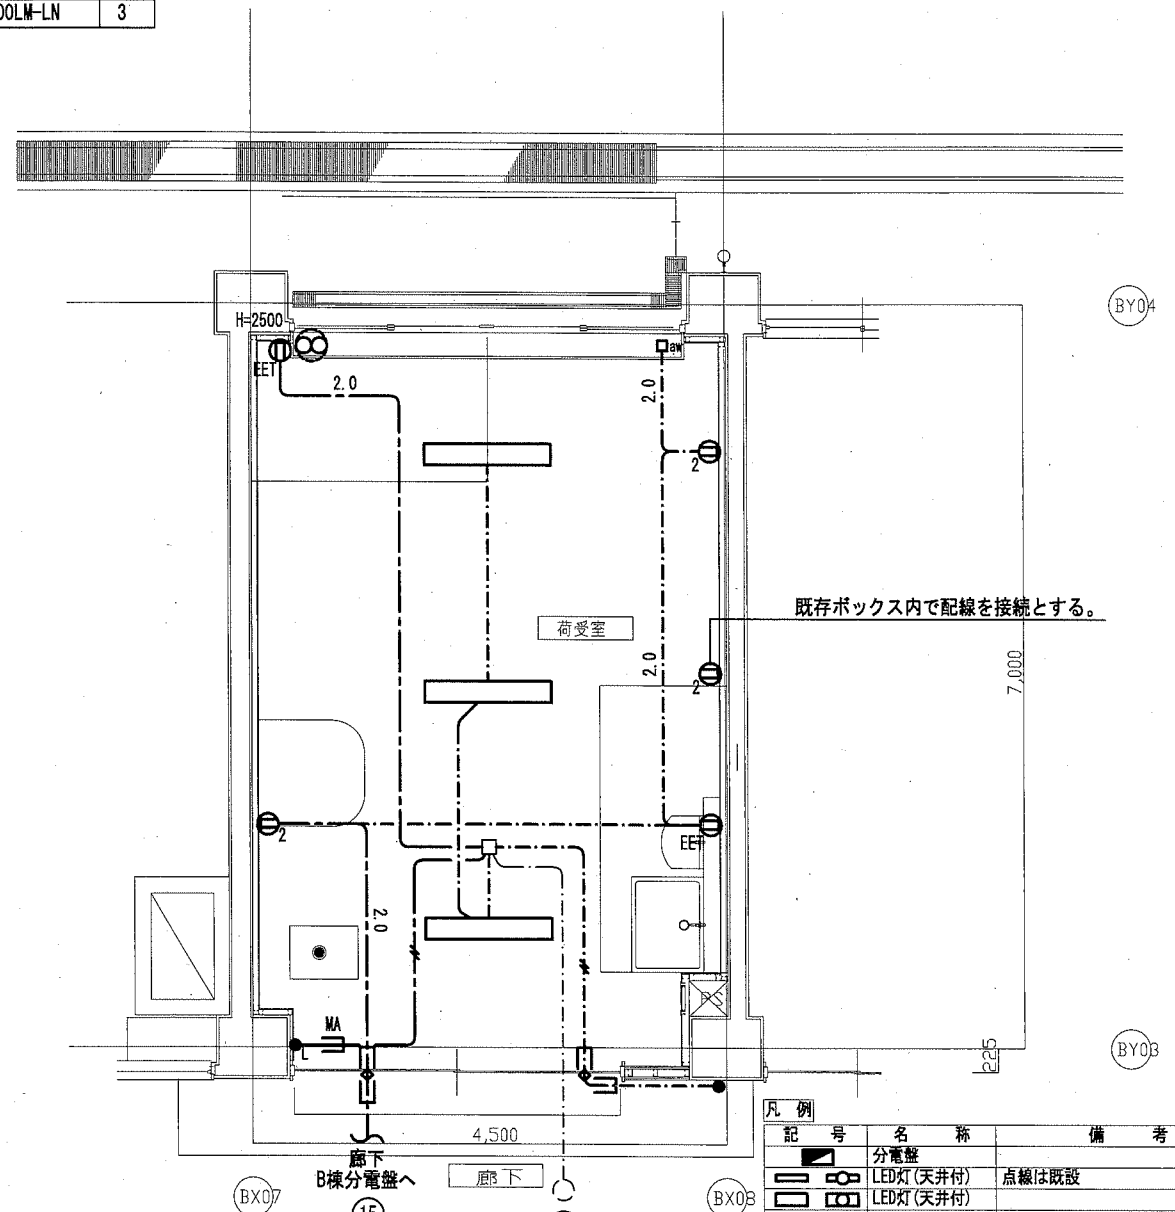 00LM-LN 3
BY04
H=2500
EET
aw
2.0
2.0
2
既存ボックス内で配線を接続とする。
荷受室
2.0
7,000
2
2
EET
2.0
PS
MA
L
225
BY03
4,500
廊下
B棟分電盤へ
15
廊下
BX07
BX08
凡 例
記 号 名 称 備 考
分電盤
LED灯(天井付) 点線は既設
LED灯(天井付)